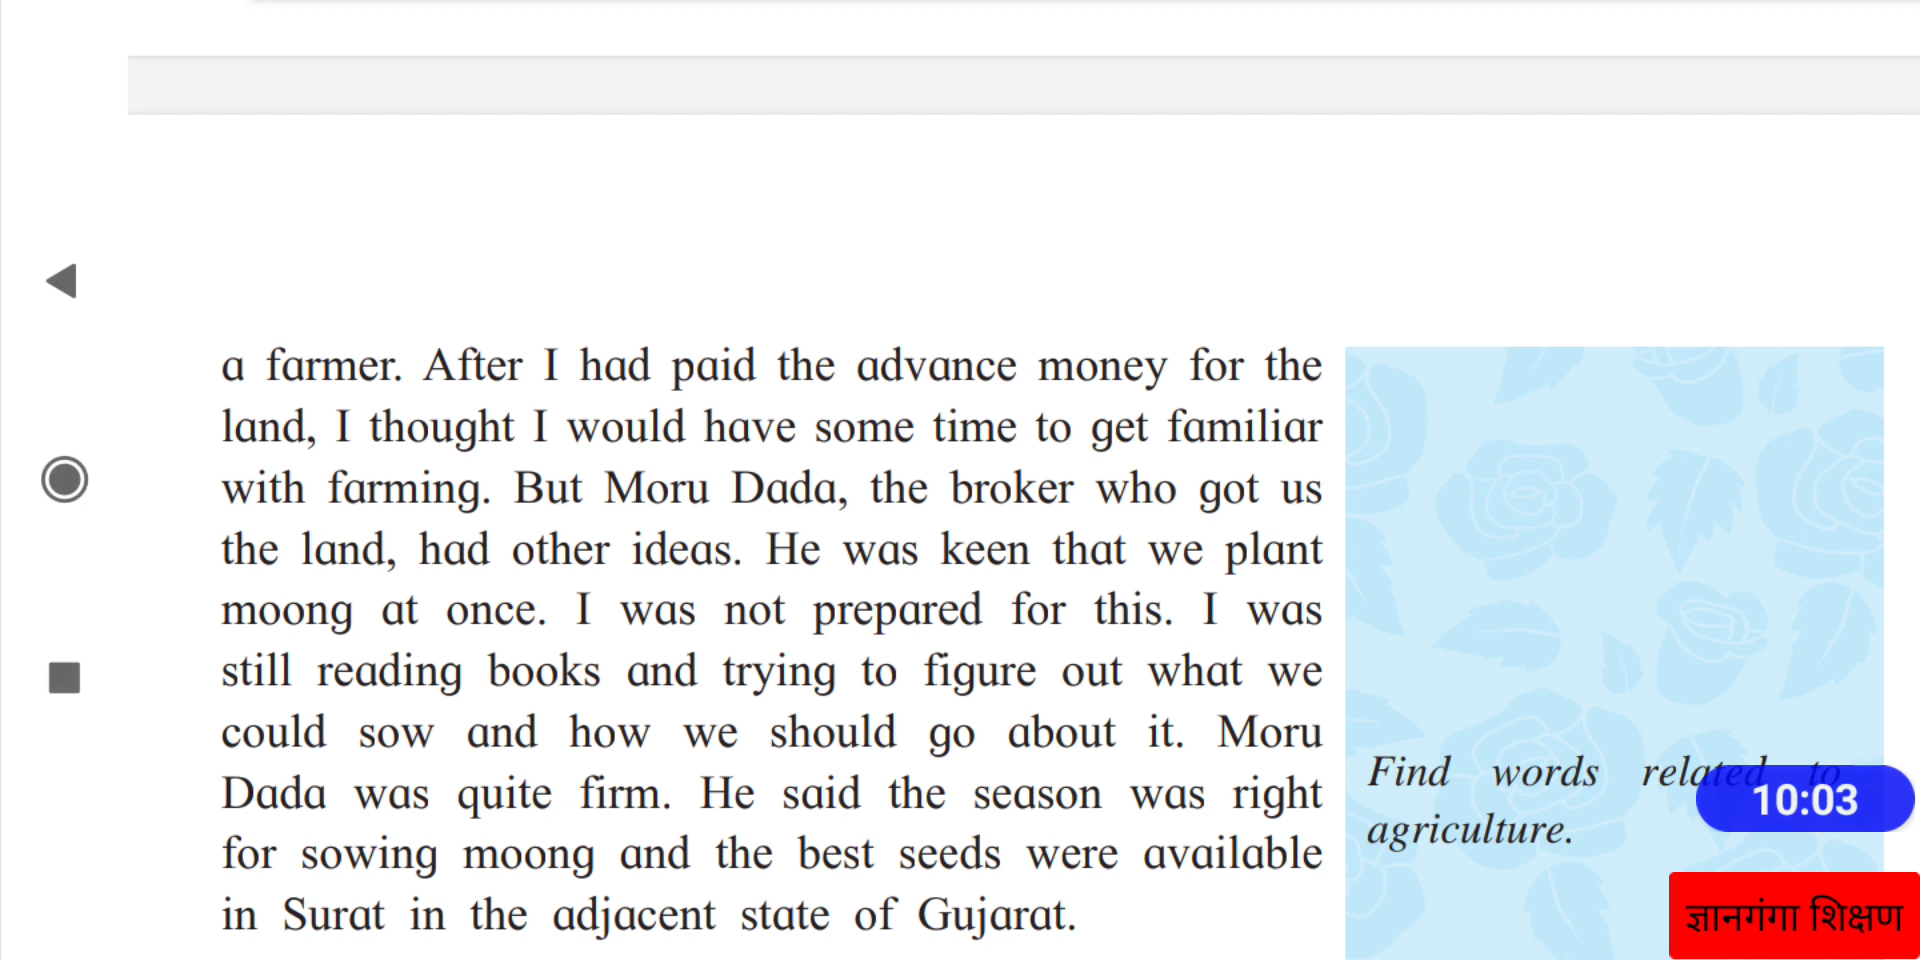 a farmer. After I had paid the advance money for the
land, I thought I would have some time to get familiar
with farming. But Moru Dada, the broker who got us
the land, had other ideas. He was keen that we plant
moong at once. I was not prepared for this. I was
still reading books and trying to figure out what we
could sow and how we should go about it. Moru
Dada was quite firm. He said the season was right
for sowing moong and the best seeds were available
in Surat in the adjacent state of Gujarat.
Find words related to
agriculture.
10:03
ज्ञानगंगा शिक्षण